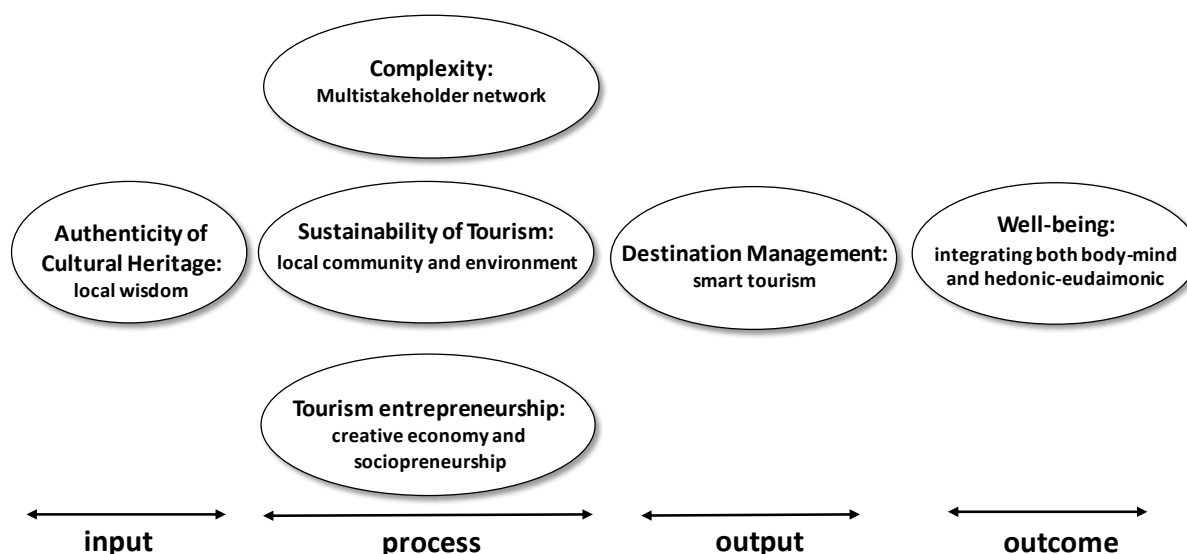 Complexity:
Multistakeholder network
Authenticity of
Cultural Heritage:
local wisdom
Sustainability of Tourism:
local community and environment
Destination Management:
smart tourism
Well-being:
integrating both body-mind
and hedonic-eudaimonic
Tourism entrepreneurship:
creative economy and
sociopreneurship
input
process
output
outcome